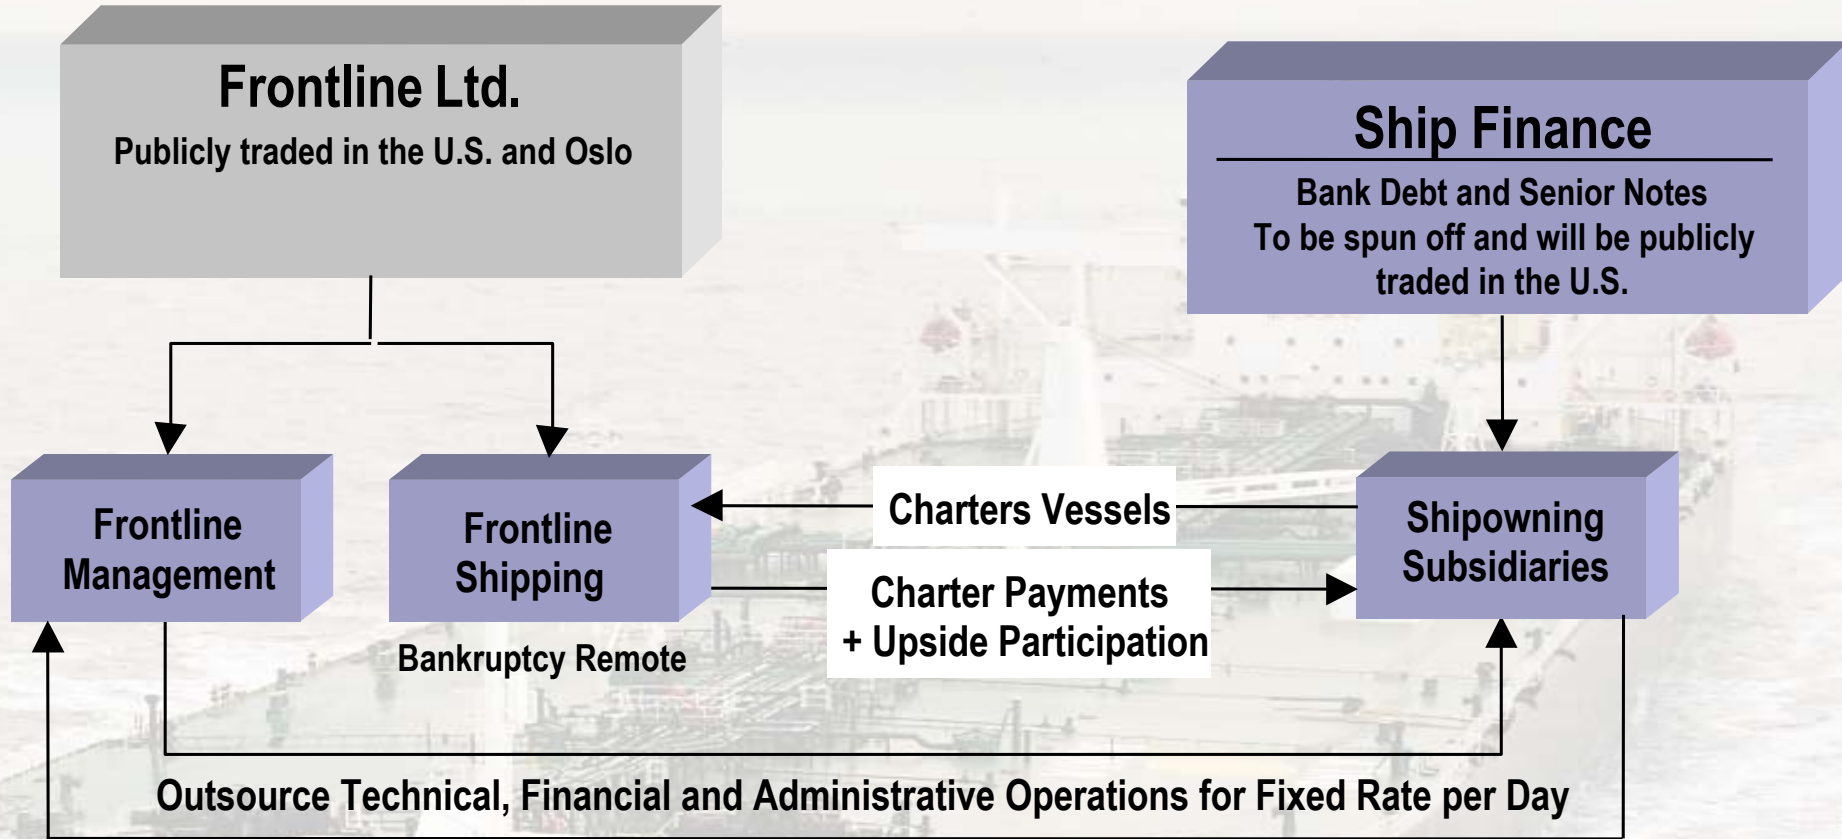 Frontline Ltd.
Publicly traded in the U.S. and Oslo
Ship Finance
Bank Debt and Senior Notes
To be spun off and will be publicly
traded in the U.S.
Frontline
Management
Frontline
Shipping
Bankruptcy Remote
Charters Vessels
Charter Payments
+ Upside Participation
Shipowning
Subsidiaries
Outsource Technical, Financial and Administrative Operations for Fixed Rate per Day